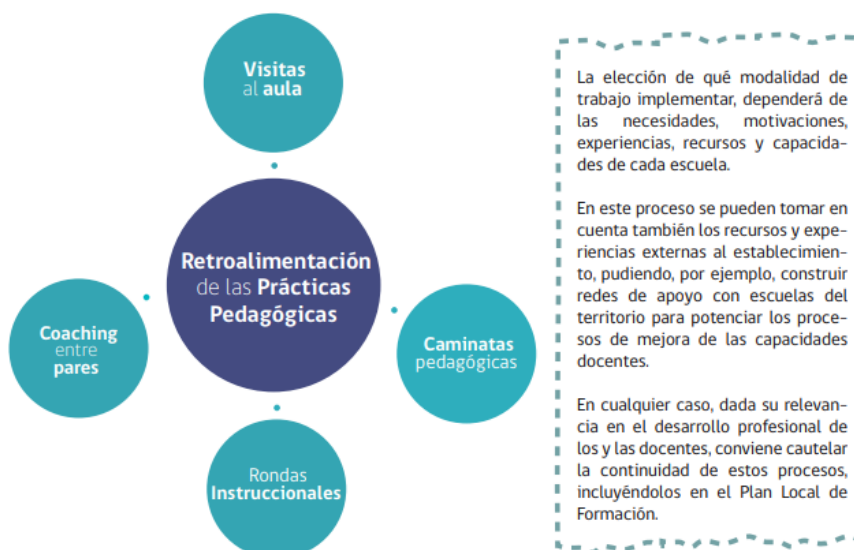 Visitas
al aula
Retroalimentación
de las Prácticas
Pedagógicas
Coaching
entre
pares
Caminatas
pedagógicas
Rondas
Instruccionales
La elección de qué modalidad de
trabajo implementar, dependerá de
las necesidades, motivaciones,
experiencias, recursos y capacida-
des de cada escuela.
En este proceso se pueden tomar en
cuenta también los recursos y expe-
riencias externas al establecimien-
to, pudiendo, por ejemplo, construir
redes de apoyo con escuelas del
territorio para potenciar los proce-
sos de mejora de las capacidades
docentes.
En cualquier caso, dada su relevan-
cia en el desarrollo profesional de
los y las docentes, conviene cautelar
la continuidad de estos procesos,
incluyéndolos en el Plan Local de
Formación.